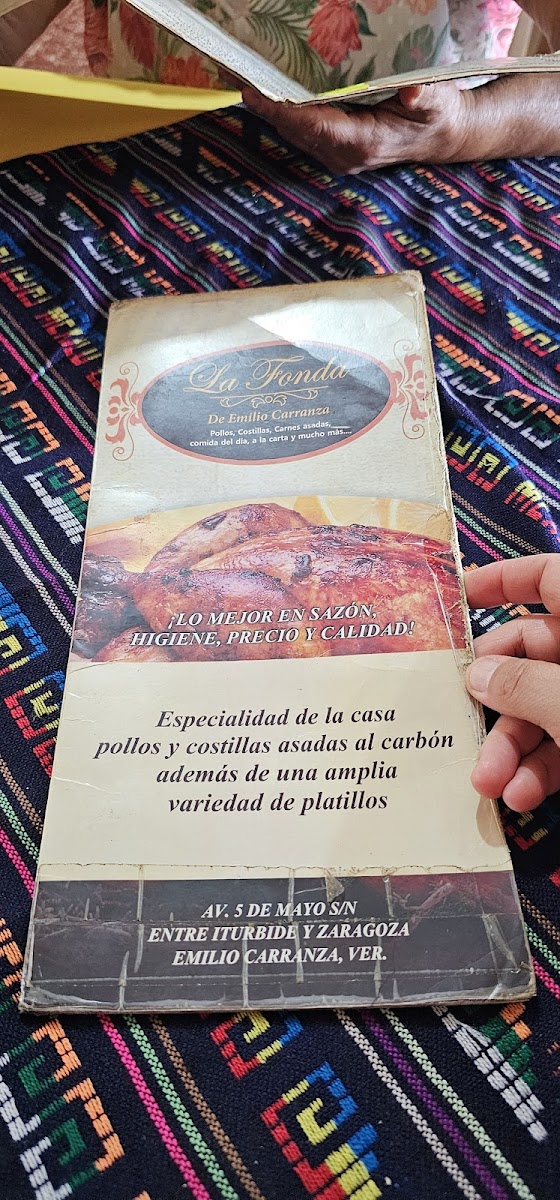 La Fonda
De Emilio Carranza
Pollos, Costillas, Carnes asadas,
comida del día, a la carta y mucho más....
¡LO MEJOR EN SAZÓN,
HIGIENE, PRECIO Y CALIDAD!
Especialidad de la casa
pollos y costillas asadas al carbón
además de una amplia
variedad de platillos
AV. 5 DE MAYO S/N
ENTRE ITURBIDE Y ZARAGOZA
EMILIO CARRANZA, VER.